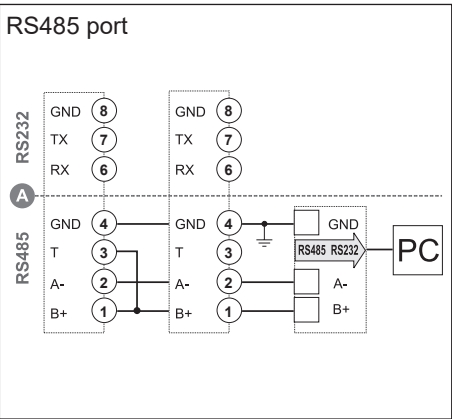 RS485 port
RS232
GND 8 GND 8
TX 7 TX 7
RX 6 RX 6
A
RS485
GND 4 GND 4 GND
T 3 T 3 RS485 RS232 PC
A- 2 A- 2 A-
B+ 1 B+ 1 B+